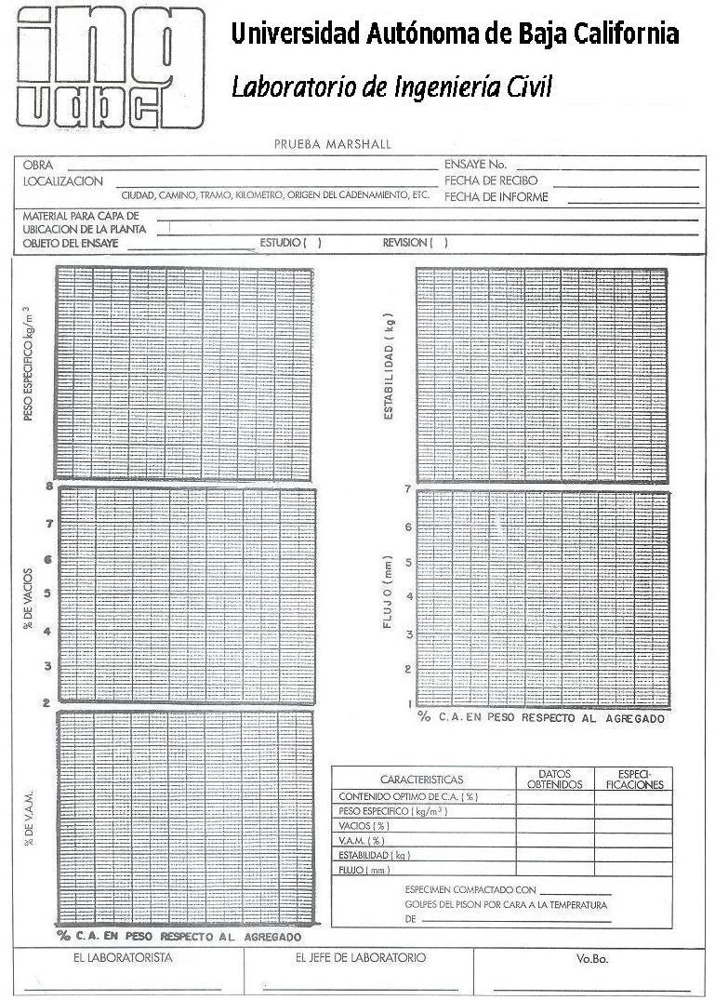 ing
uabc
Universidad Autónoma de Baja California
Laboratorio de Ingeniería Civil
PRUEBA MARSHALL
OBRA
ENSAYE No.
LOCALIZACION
FECHA DE RECIBO
CIUDAD, CAMINO, TRAMO, KILOMETRO, ORIGEN DEL CADENAMIENTO, ETC.
FECHA DE INFORME
MATERIAL PARA CAPA DE
UBICACION DE LA PLANTA
OBJETO DEL ENSAYE ESTUDIO ( ) REVISION ( )
PESO ESPECIFICO kg/m³
ESTABILIDAD (kg)
8
7
6
5
4
3
2
% DE VACIOS
7
6
5
4
3
2
1
FLUJO (mm)
% C.A. EN PESO RESPECTO AL AGREGADO
% DE V.A.M.
% C.A. EN PESO RESPECTO AL AGREGADO
CARACTERISTICAS
DATOS
OBTENIDOS
ESPECI-
FICACIONES
CONTENIDO OPTIMO DE C.A. ( % )
PESO ESPECIFICO ( kg/m³ )
VACIOS ( % )
V.A.M. ( % )
ESTABILIDAD ( kg )
FLUJO ( mm )
ESPECIMEN COMPACTADO CON
GOLPES DEL PISON POR CARA A LA TEMPERATURA
DE
EL LABORATORISTA
EL JEFE DE LABORATORIO
Vo.Bo.